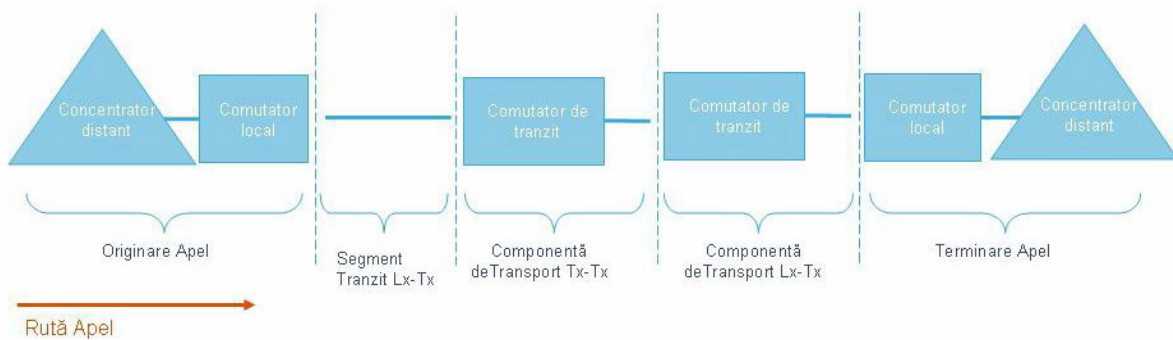 Concentrator
distant
Comutator
local
Comutator de
tranzit
Comutator de
tranzit
Comutator
local
Concentrator
distant
Originare Apel
Segment
Tranzit Lx-Tx
Componentă
deTransport Tx-Tx
Componentă
deTransport Lx-Tx
Terminare Apel
Rută Apel